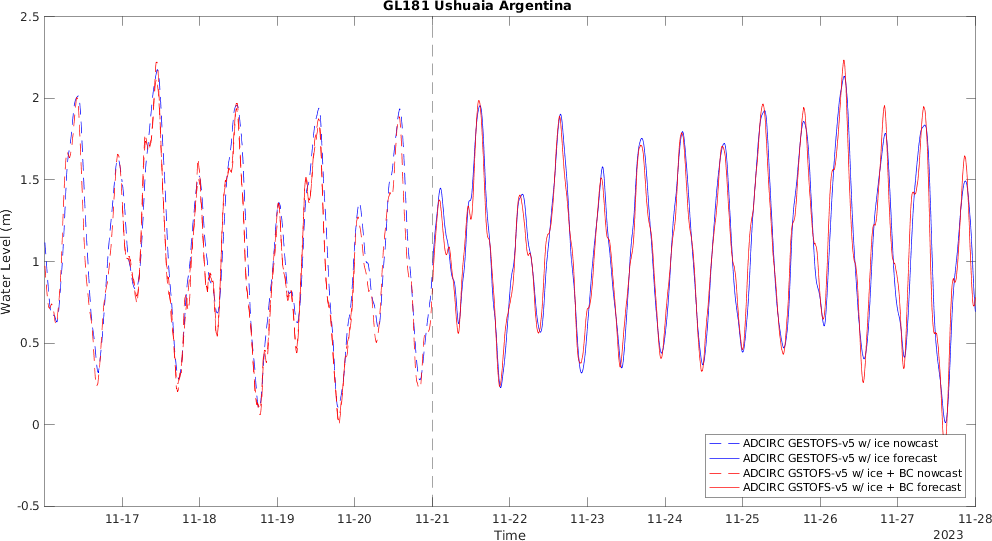 GL181 Ushuaia Argentina
2.5
2
1.5
1
0.5
0
-0.5
Water Level (m)
ADCIRC GESTOFS-v5 w/ ice nowcast
ADCIRC GESTOFS-v5 w/ ice forecast
ADCIRC GSTOFS-v5 w/ ice + BC nowcast
ADCIRC GSTOFS-v5 w/ ice + BC forecast
11-17 11-18 11-19 11-20 11-21 11-22 11-23 11-24 11-25 11-26 11-27 11-28
Time
2023